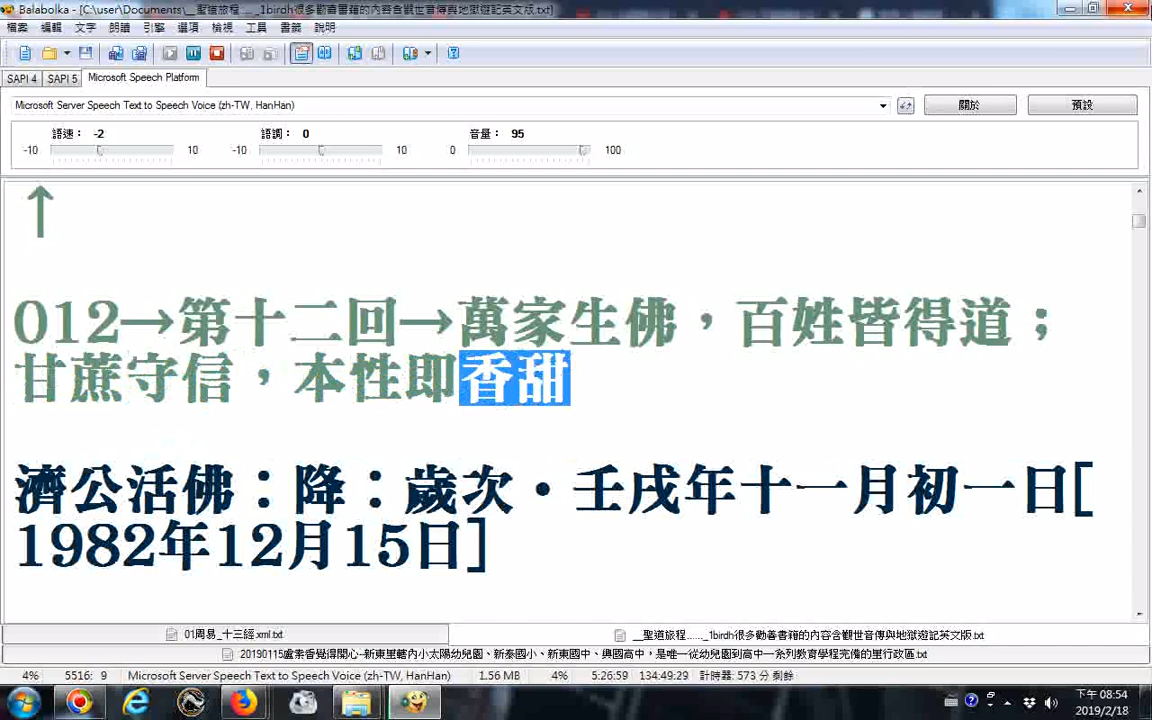 Balabolka - [C:\user\Documents\__聖道旅程......_1birdh很多勸善書籍的內容含觀世音傳與地獄遊記英文版.txt]
檔案 編輯 文字 朗讀 引擎 選項 檢視 工具 書籤 說明
SAPI 4 SAPI 5 Microsoft Speech Platform
Microsoft Server Speech Text to Speech Voice (zh-TW, HanHan) 關於 預設
語速： -2 語調： 0 音量： 95
-10 10 -10 10 0 100
↑
012→第十二回→萬家生佛，百姓皆得道；
甘蔗守信，本性即香甜
濟公活佛：降：歲次·壬戌年十一月初一日[
1982年12月15日]
01周易_十三經.xml.txt __聖道旅程......_1birdh很多勸善書籍的內容含觀世音傳與地獄遊記英文版.txt
20190115盧素香覺得開心-新東里轄內小太陽幼兒園、新泰國小、新東國中、興國高中，是唯一從幼兒園到高中一系列教育學程完備的里行政區.txt
4% 5516: 9 Microsoft Server Speech Text to Speech Voice (zh-TW, HanHan) 1.56 MB 4% 5:26:59 134:49:29 計時器: 573 分 剩餘
下午 08:54
2019/2/18